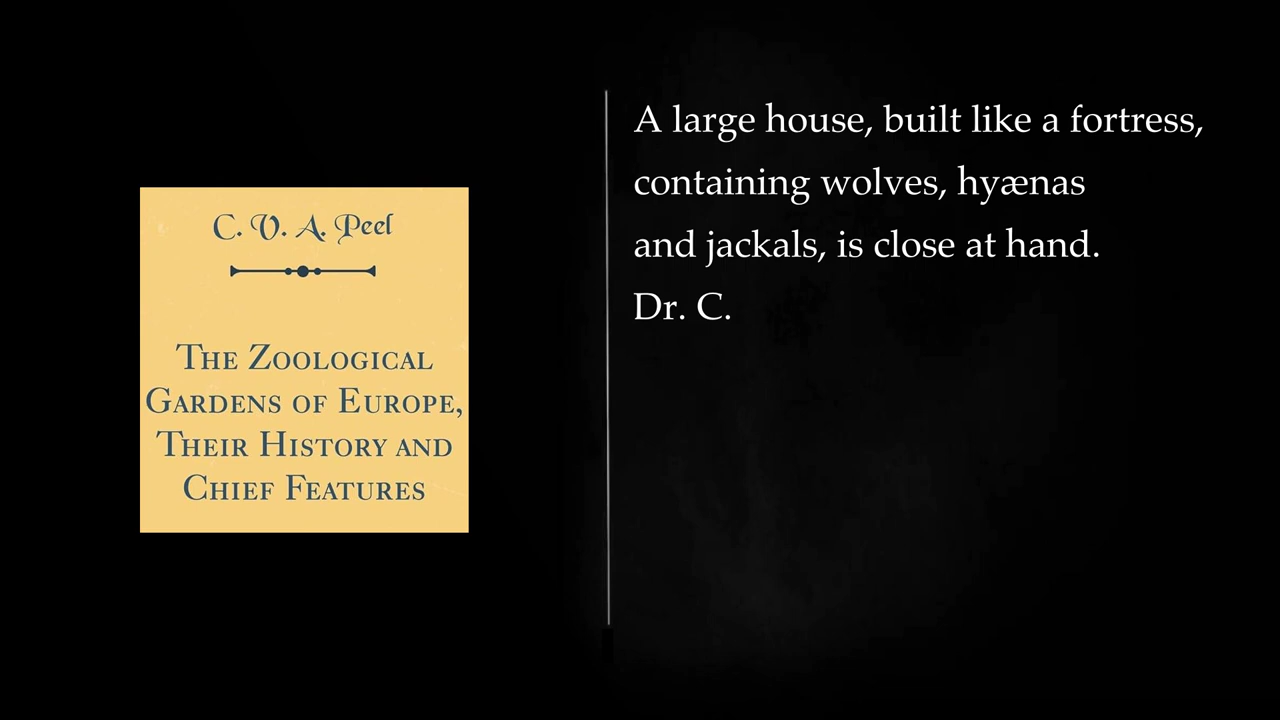 C. V. A. Peel
The Zoological
Gardens of Europe,
Their History and
Chief Features
A large house, built like a fortress,
containing wolves, hyænas
and jackals, is close at hand.
Dr. C.